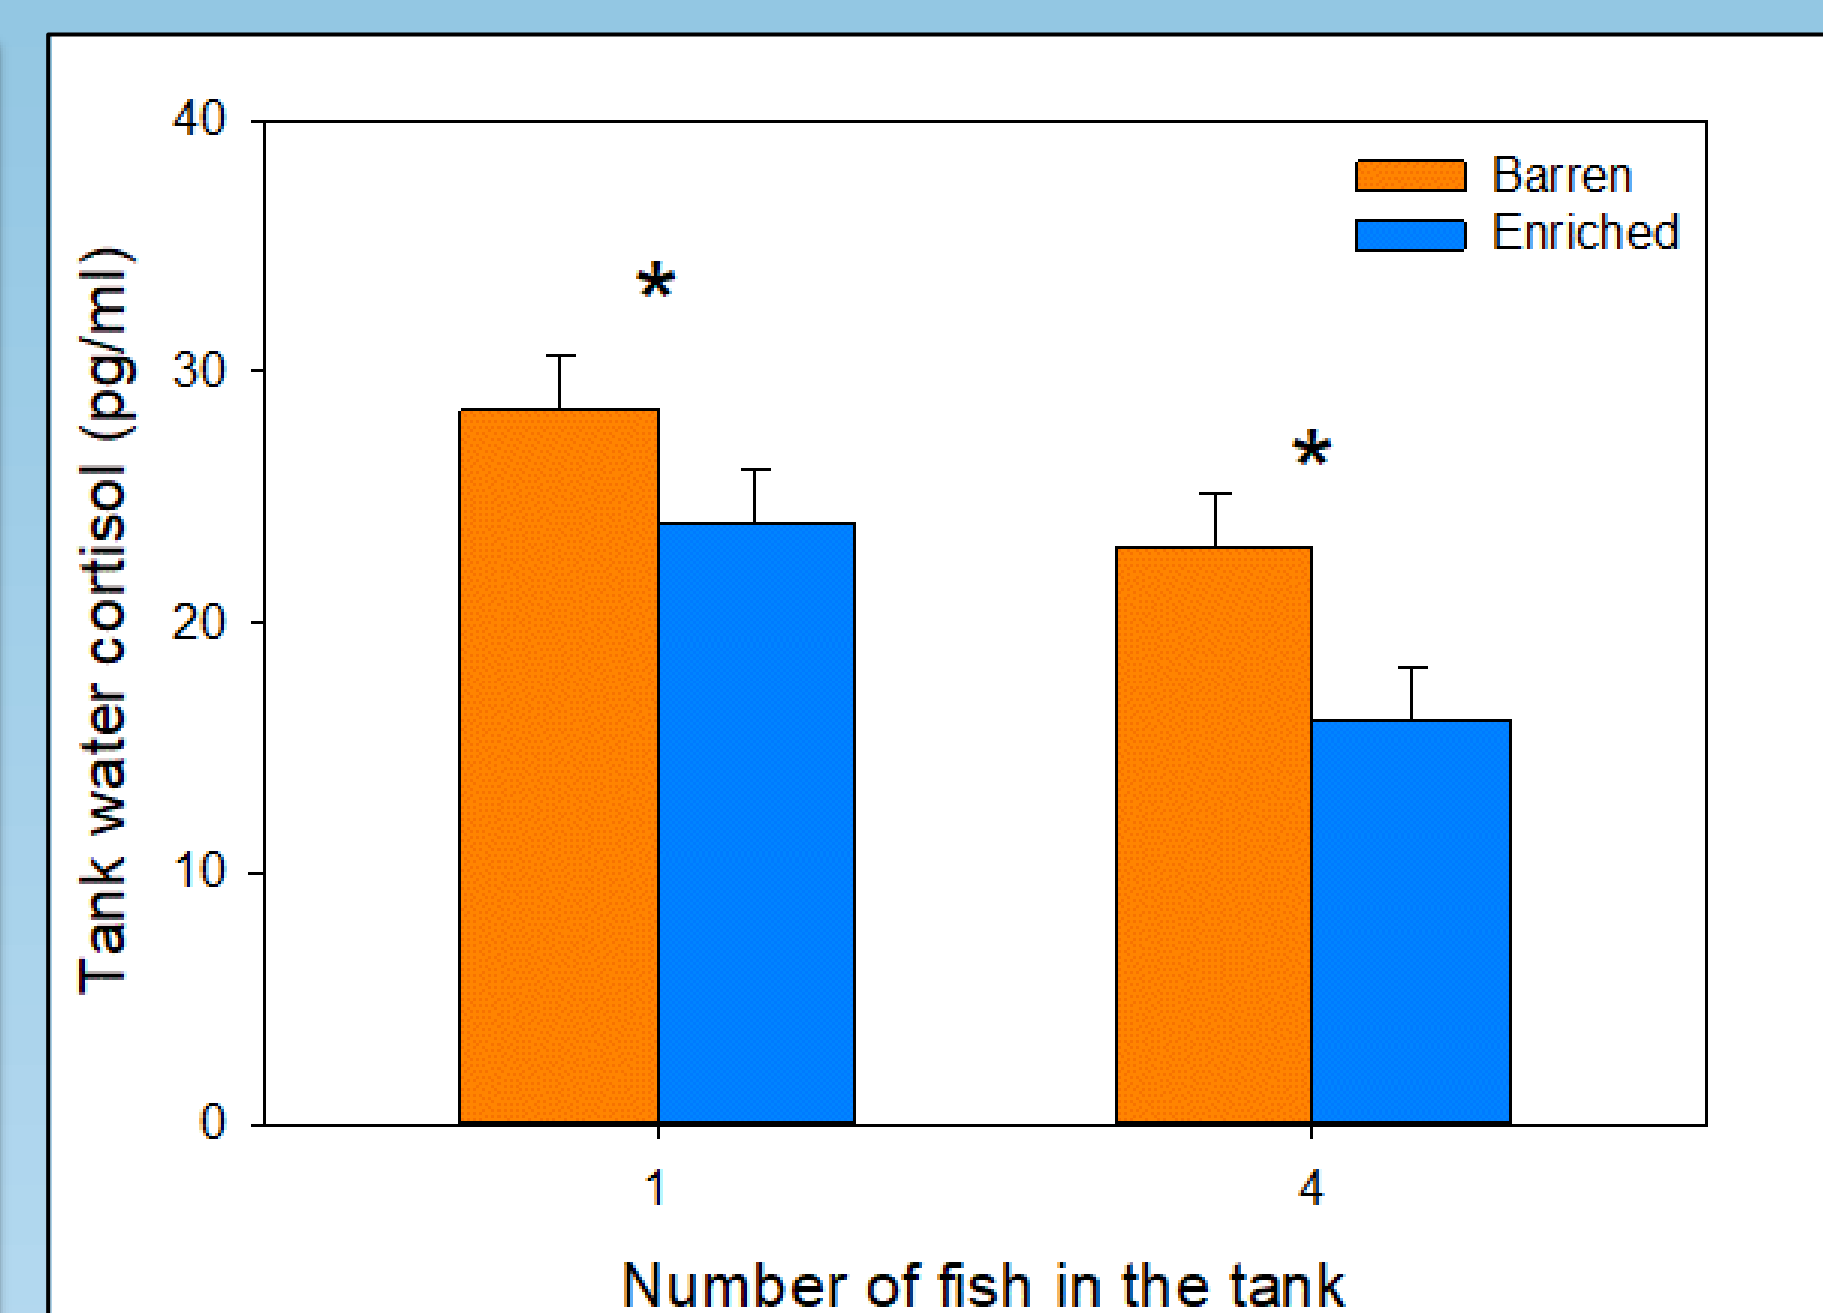 40
30
20
10
0
Tank water cortisol (pg/ml)
Barren
Enriched
*
*
1
4
Number of fish in the tank